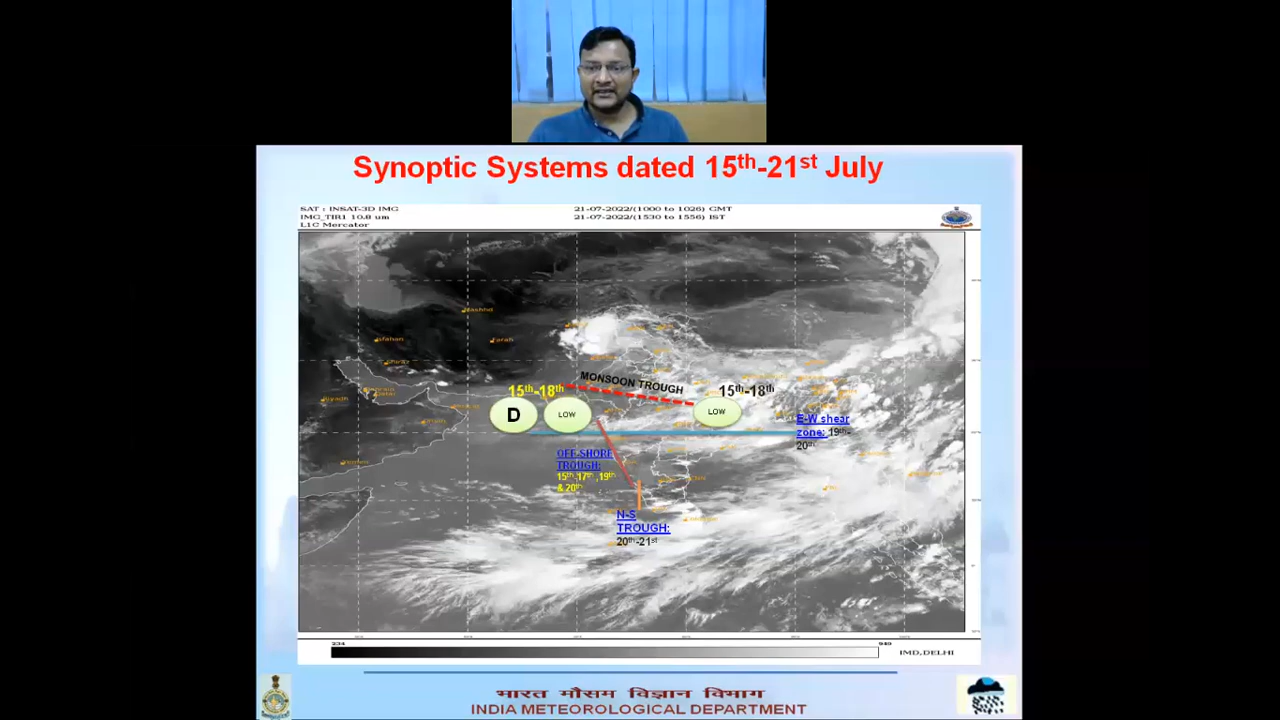 Synoptic Systems dated 15th-21st July
SAT : INSAT-3D IMG
IMG_TIR1 10.8 um
L1C Mercator
21-07-2022/(1000 to 1026) GMT
21-07-2022/(1530 to 1556) IST
Mashhd
Isfahan
Farah
MONSOON TROUGH
15th-18th
15th-18th
D
LOW
LOW
E-W shear
zone: 19th-
20th
OFF-SHORE
TROUGH:
15th ,17th ,19th
& 20th
N-S
TROUGH:
20th-21st
IMD,DELHI
भारत मौसम विज्ञान विभाग
INDIA METEOROLOGICAL DEPARTMENT